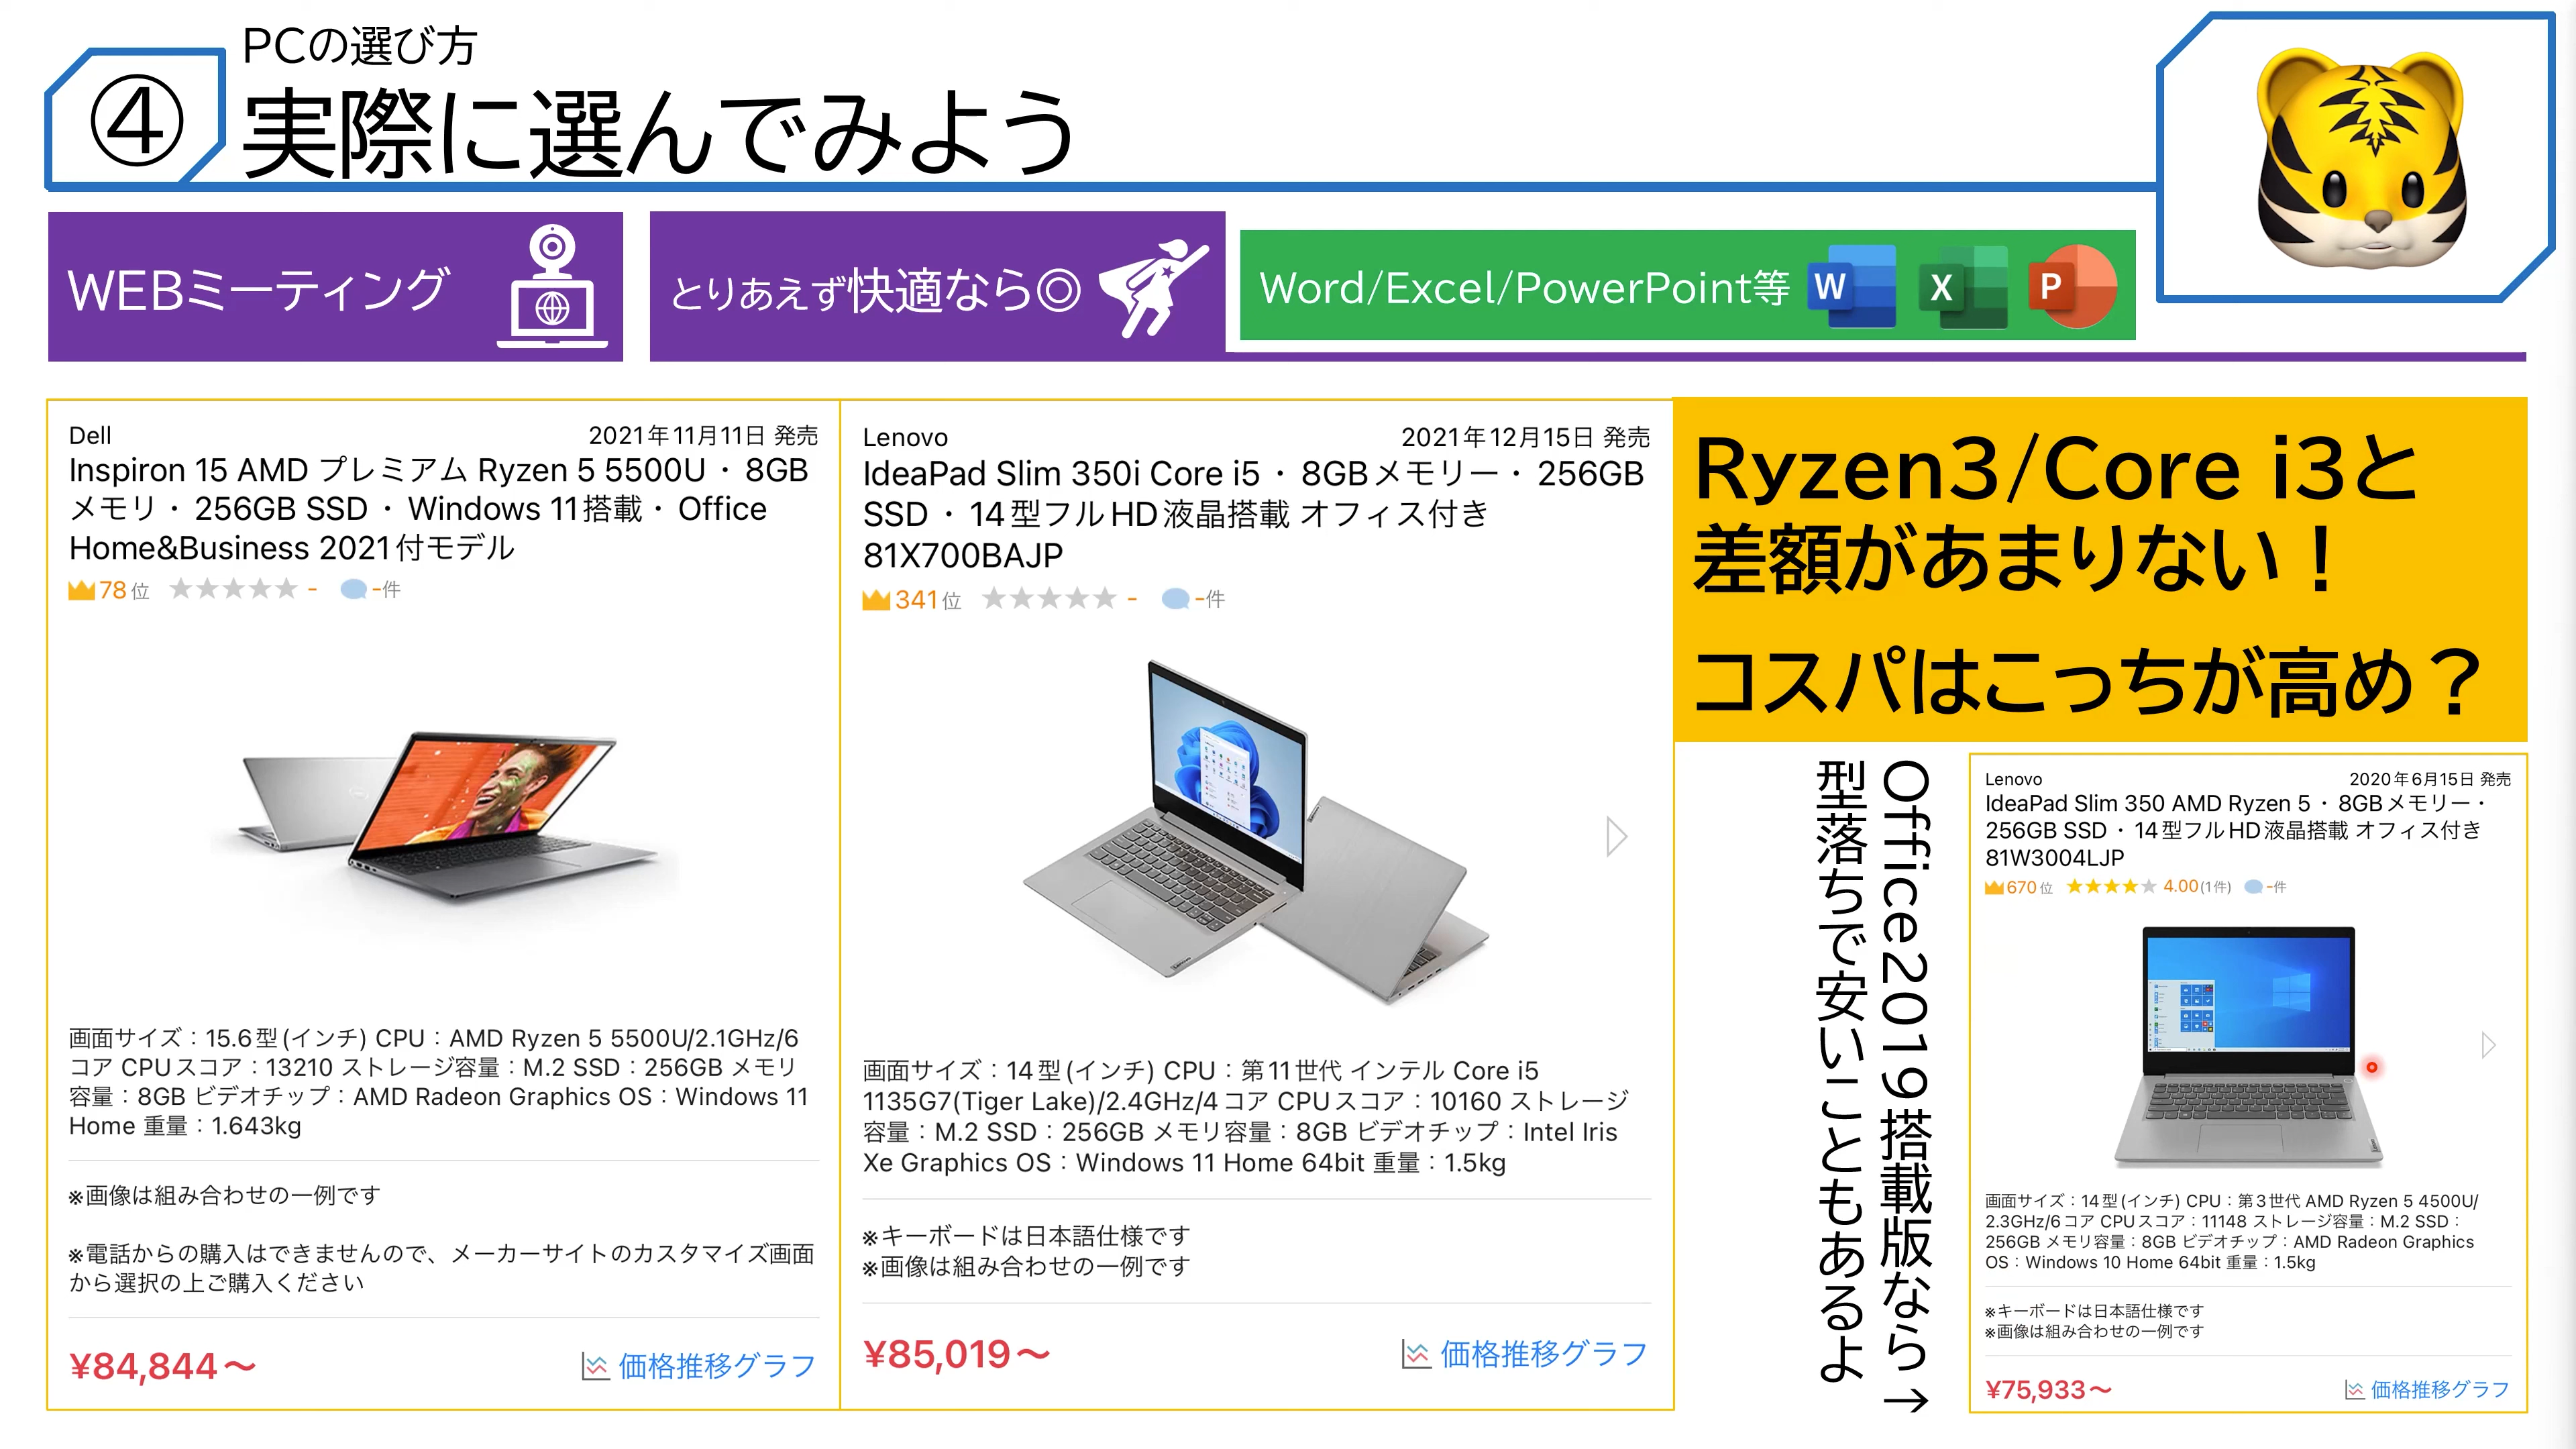 ④
PCの選び方
実際に選んでみよう
WEBミーティング
とりあえず快適なら◎
Word/Excel/PowerPoint等
W
X
P
Dell
2021年11月11日 発売
Inspiron 15 AMD プレミアム Ryzen 5 5500U・8GB
メモリ・256GB SSD・Windows 11搭載・Office
Home&Business 2021付モデル
78位 ★★★★★ - -件
Lenovo
2021年12月15日 発売
IdeaPad Slim 350i Core i5・8GBメモリー・256GB
SSD・14型フルHD液晶搭載 オフィス付き
81X700BAJP
341位 ★★★★★ - -件
Ryzen3/Core i3と
差額があまりない！
コスパはこっちが高め？
画面サイズ：15.6型(インチ) CPU：AMD Ryzen 5 5500U/2.1GHz/6
コア CPUスコア：13210 ストレージ容量：M.2 SSD：256GB メモリ
容量：8GB ビデオチップ：AMD Radeon Graphics OS：Windows 11
Home 重量：1.643kg
※画像は組み合わせの一例です
※電話からの購入はできませんので、メーカーサイトのカスタマイズ画面
から選択の上ご購入ください
¥84,844～
価格推移グラフ
画面サイズ：14型(インチ) CPU：第11世代 インテル Core i5
1135G7(Tiger Lake)/2.4GHz/4コア CPUスコア：10160 ストレージ
容量：M.2 SSD：256GB メモリ容量：8GB ビデオチップ：Intel Iris
Xe Graphics OS：Windows 11 Home 64bit 重量：1.5kg
※キーボードは日本語仕様です
※画像は組み合わせの一例です
¥85,019～
価格推移グラフ
Office2019搭載版なら→
型落ちで安いこともあるよ
Lenovo
2020年6月15日 発売
IdeaPad Slim 350 AMD Ryzen 5・8GBメモリー・
256GB SSD・14型フルHD液晶搭載 オフィス付き
81W3004LJP
670位 ★★★★★ 4.00(1件) -件
画面サイズ：14型(インチ) CPU：第3世代 AMD Ryzen 5 4500U/
2.3GHz/6コア CPUスコア：11148 ストレージ容量：M.2 SSD：
256GB メモリ容量：8GB ビデオチップ：AMD Radeon Graphics
OS：Windows 10 Home 64bit 重量：1.5kg
※キーボードは日本語仕様です
※画像は組み合わせの一例です
¥75,933～
価格推移グラフ